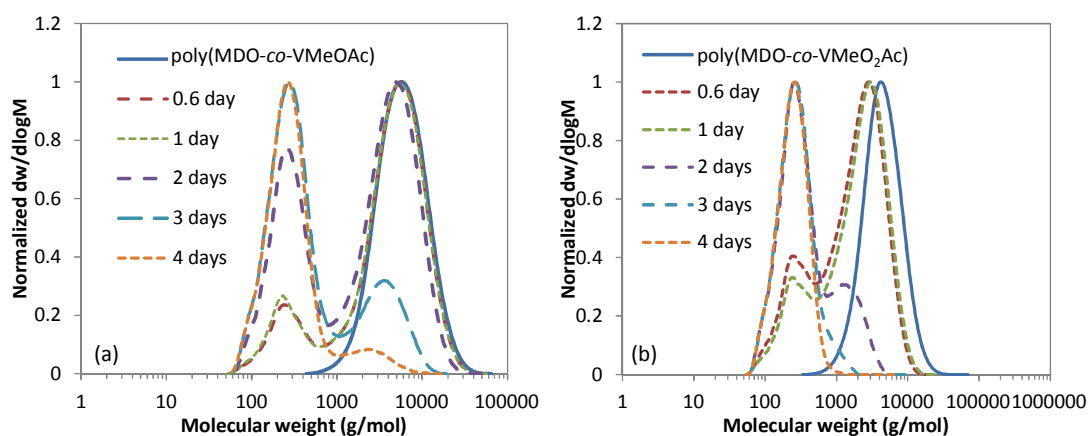 Normalized dw/dlogM
1.2
1
0.8
0.6
0.4
0.2
0
poly(MDO-co-VMeOAc)
0.6 day
1 day
2 days
3 days
4 days
(a)
1 10 100 1000 10000 100000
Molecular weight (g/mol)
Normalized dw/dlogM
1.2
1
0.8
0.6
0.4
0.2
0
poly(MDO-co-VMeO₂Ac)
0.6 day
1 day
2 days
3 days
4 days
(b)
1 10 100 1000 10000 1000001000000
Molecular weight (g/mol)